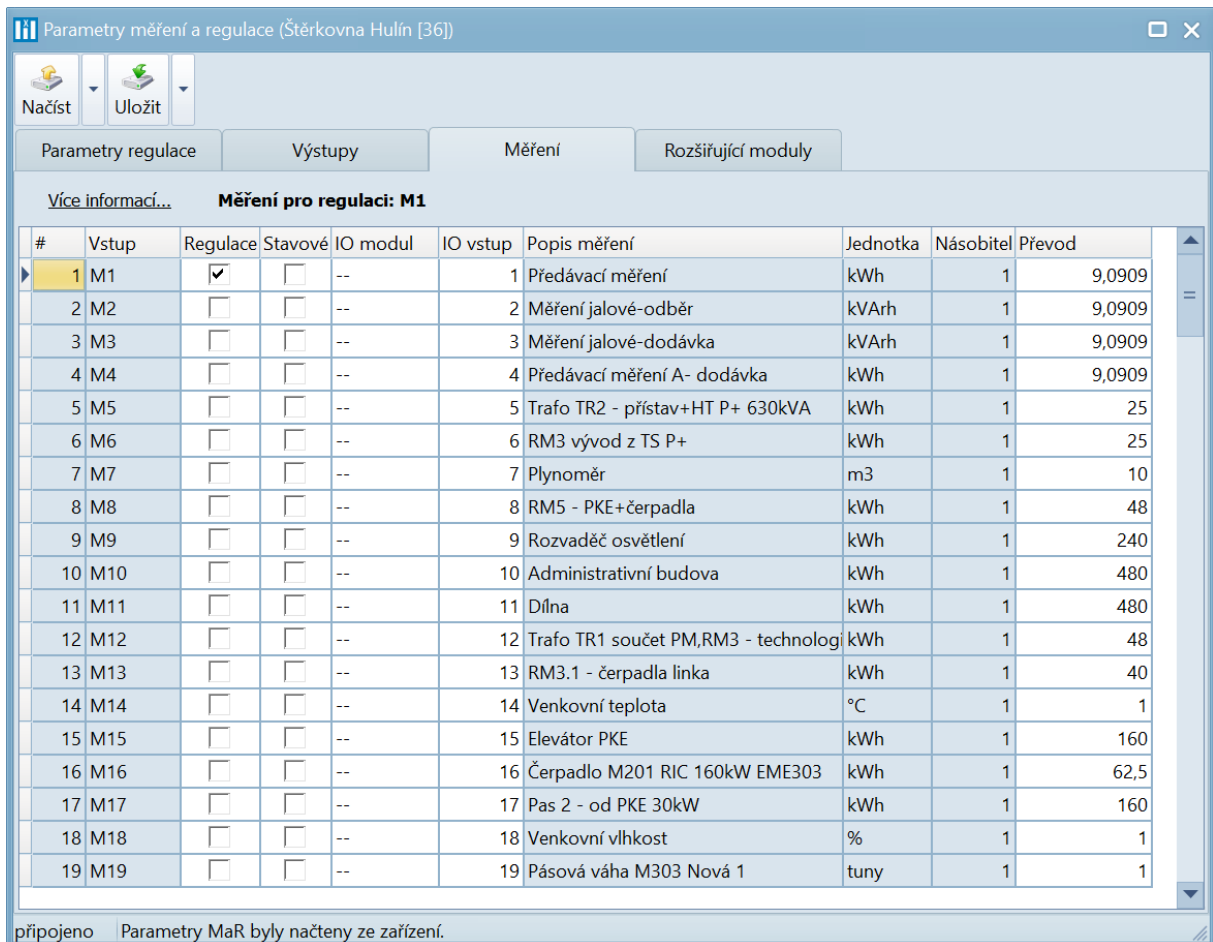 Parametry měření a regulace (Štěrkovna Hulín [36])
Načíst Uložit
Parametry regulace Výstupy Měření Rozšiřující moduly
Více informací... Měření pro regulaci: M1
# Vstup Regulace Stavové IO modul IO vstup Popis měření Jednotka Násobitel Převod
1 M1 -- 1 Předávací měření kWh 1 9,0909
2 M2 -- 2 Měření jalové-odběr kVArh 1 9,0909
3 M3 -- 3 Měření jalové-dodávka kVArh 1 9,0909
4 M4 -- 4 Předávací měření A- dodávka kWh 1 9,0909
5 M5 -- 5 Trafo TR2 - přístav+HT P+ 630kVA kWh 1 25
6 M6 -- 6 RM3 vývod z TS P+ kWh 1 25
7 M7 -- 7 Plynoměr m3 1 10
8 M8 -- 8 RM5 - PKE+čerpadla kWh 1 48
9 M9 -- 9 Rozvaděč osvětlení kWh 1 240
10 M10 -- 10 Administrativní budova kWh 1 480
11 M11 -- 11 Dílna kWh 1 480
12 M12 -- 12 Trafo TR1 součet PM,RM3 - technologi kWh 1 48
13 M13 -- 13 RM3.1 - čerpadla linka kWh 1 40
14 M14 -- 14 Venkovní teplota °C 1 1
15 M15 -- 15 Elevátor PKE kWh 1 160
16 M16 -- 16 Čerpadlo M201 RIC 160kW EME303 kWh 1 62,5
17 M17 -- 17 Pas 2 - od PKE 30kW kWh 1 160
18 M18 -- 18 Venkovní vlhkost % 1 1
19 M19 -- 19 Pásová váha M303 Nová 1 tuny 1 1
připojeno Parametry MaR byly načteny ze zařízení.